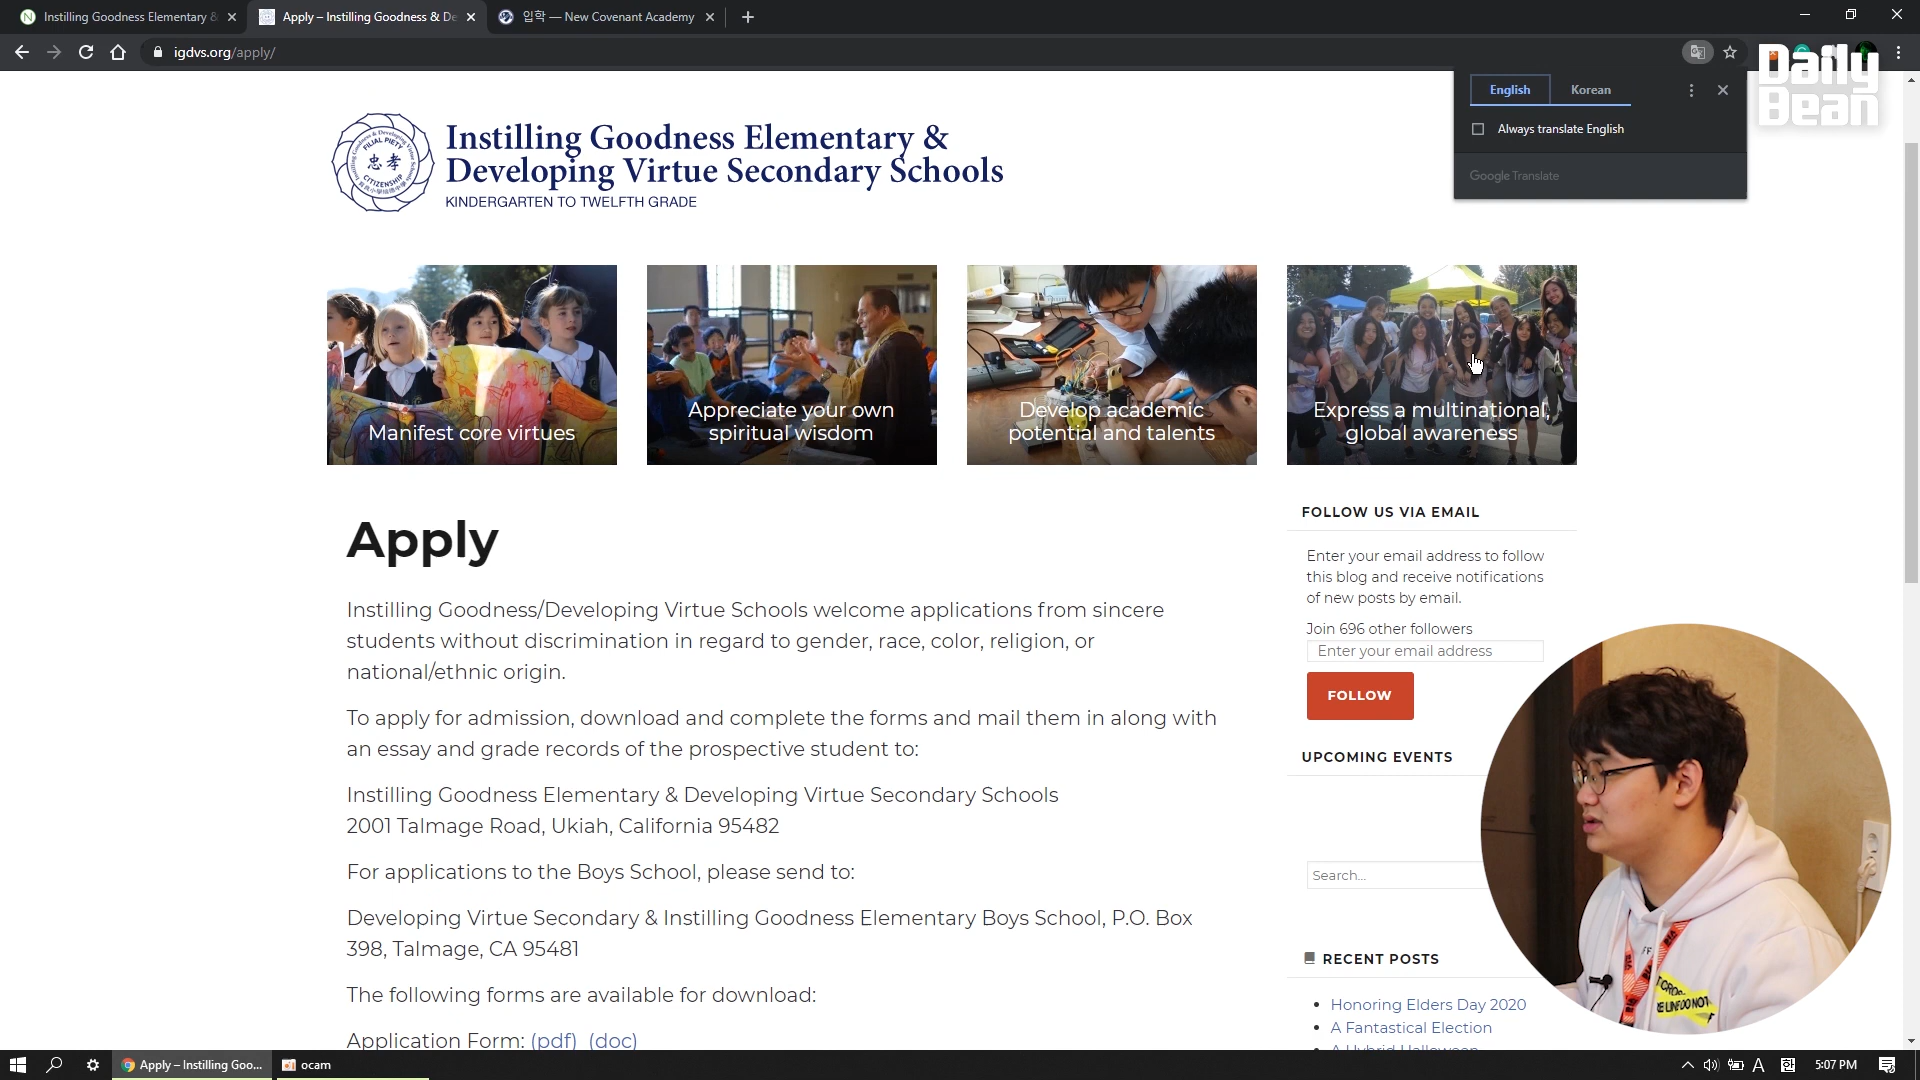 Instilling Goodness Elementary &
Apply – Instilling Goodness & De
입학 — New Covenant Academy
igdvs.org/apply/
Daily
Bean
English
Korean
Always translate English
Google Translate
FILIAL PIETY
忠孝
CITIZENSHIP
Instilling Goodness Elementary &
Developing Virtue Secondary Schools
KINDERGARTEN TO TWELFTH GRADE
Manifest core virtues
Appreciate your own
spiritual wisdom
Develop academic
potential and talents
Express a multinational,
global awareness
Apply
Instilling Goodness/Developing Virtue Schools welcome applications from sincere
students without discrimination in regard to gender, race, color, religion, or
national/ethnic origin.
To apply for admission, download and complete the forms and mail them in along with
an essay and grade records of the prospective student to:
Instilling Goodness Elementary & Developing Virtue Secondary Schools
2001 Talmage Road, Ukiah, California 95482
For applications to the Boys School, please send to:
Developing Virtue Secondary & Instilling Goodness Elementary Boys School, P.O. Box
398, Talmage, CA 95481
The following forms are available for download:
Application Form: (pdf) (doc)
FOLLOW US VIA EMAIL
Enter your email address to follow
this blog and receive notifications
of new posts by email.
Join 696 other followers
Enter your email address
FOLLOW
UPCOMING EVENTS
Search...
RECENT POSTS
Honoring Elders Day 2020
A Fantastical Election
A Hybrid Halloween
Apply – Instilling Goo...
ocam
A
한
5:07 PM